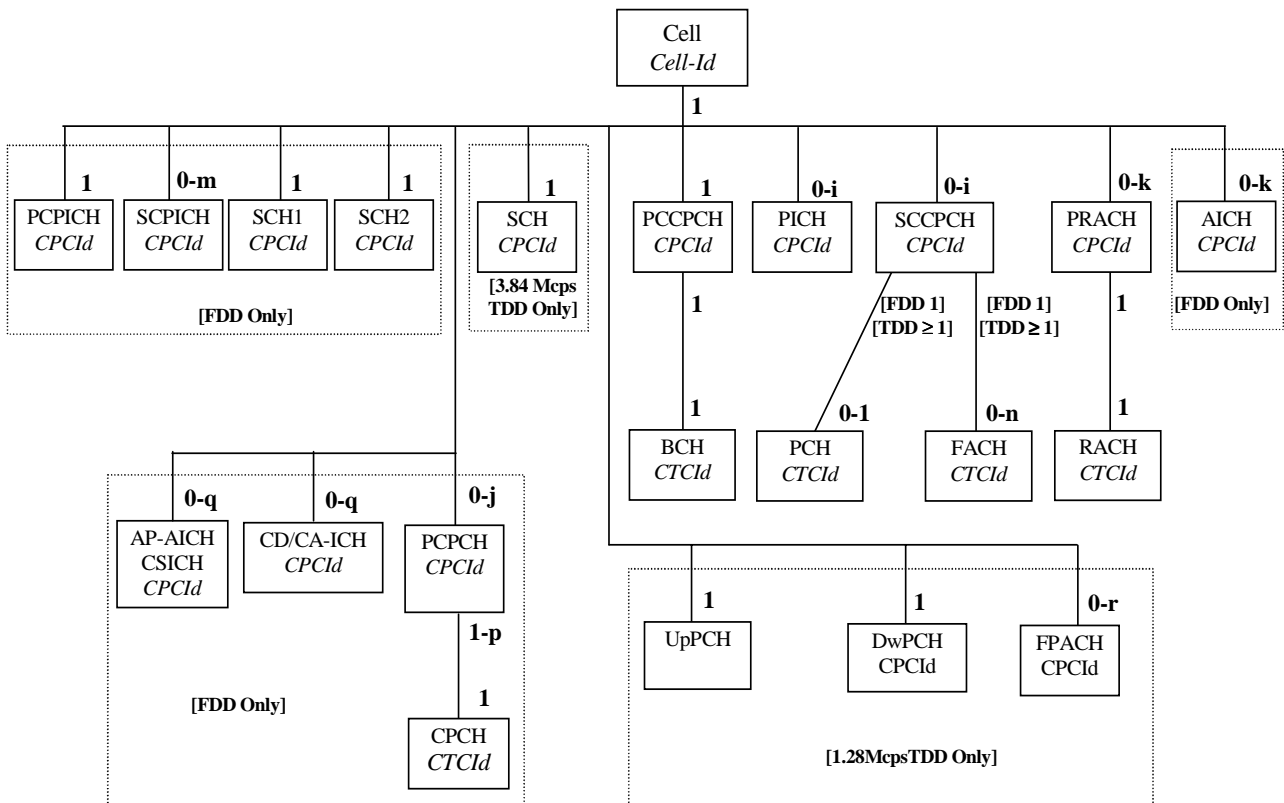 Cell
Cell-Id
1
1
0-m
1
1
1
1
0-i
0-i
0-k
0-k
PCPICH
CPCId
SCPICH
CPCId
SCH1
CPCId
SCH2
CPCId
SCH
CPCId
PCCPCH
CPCId
PICH
CPCId
SCCPCH
CPCId
PRACH
CPCId
AICH
CPCId
[FDD Only]
[3.84 Mcps
TDD Only]
1
[FDD 1]
[TDD ≥ 1]
[FDD 1]
[TDD ≥ 1]
1
[FDD Only]
1
0-1
0-n
1
BCH
CTCId
PCH
CTCId
FACH
CTCId
RACH
CTCId
0-q
0-q
0-j
AP-AICH
CSICH
CPCId
CD/CA-ICH
CPCId
PCPCH
CPCId
1-p
1
CPCH
CTCId
[FDD Only]
1
1
0-r
UpPCH
DwPCH
CPCId
FPACH
CPCId
[1.28McpsTDD Only]